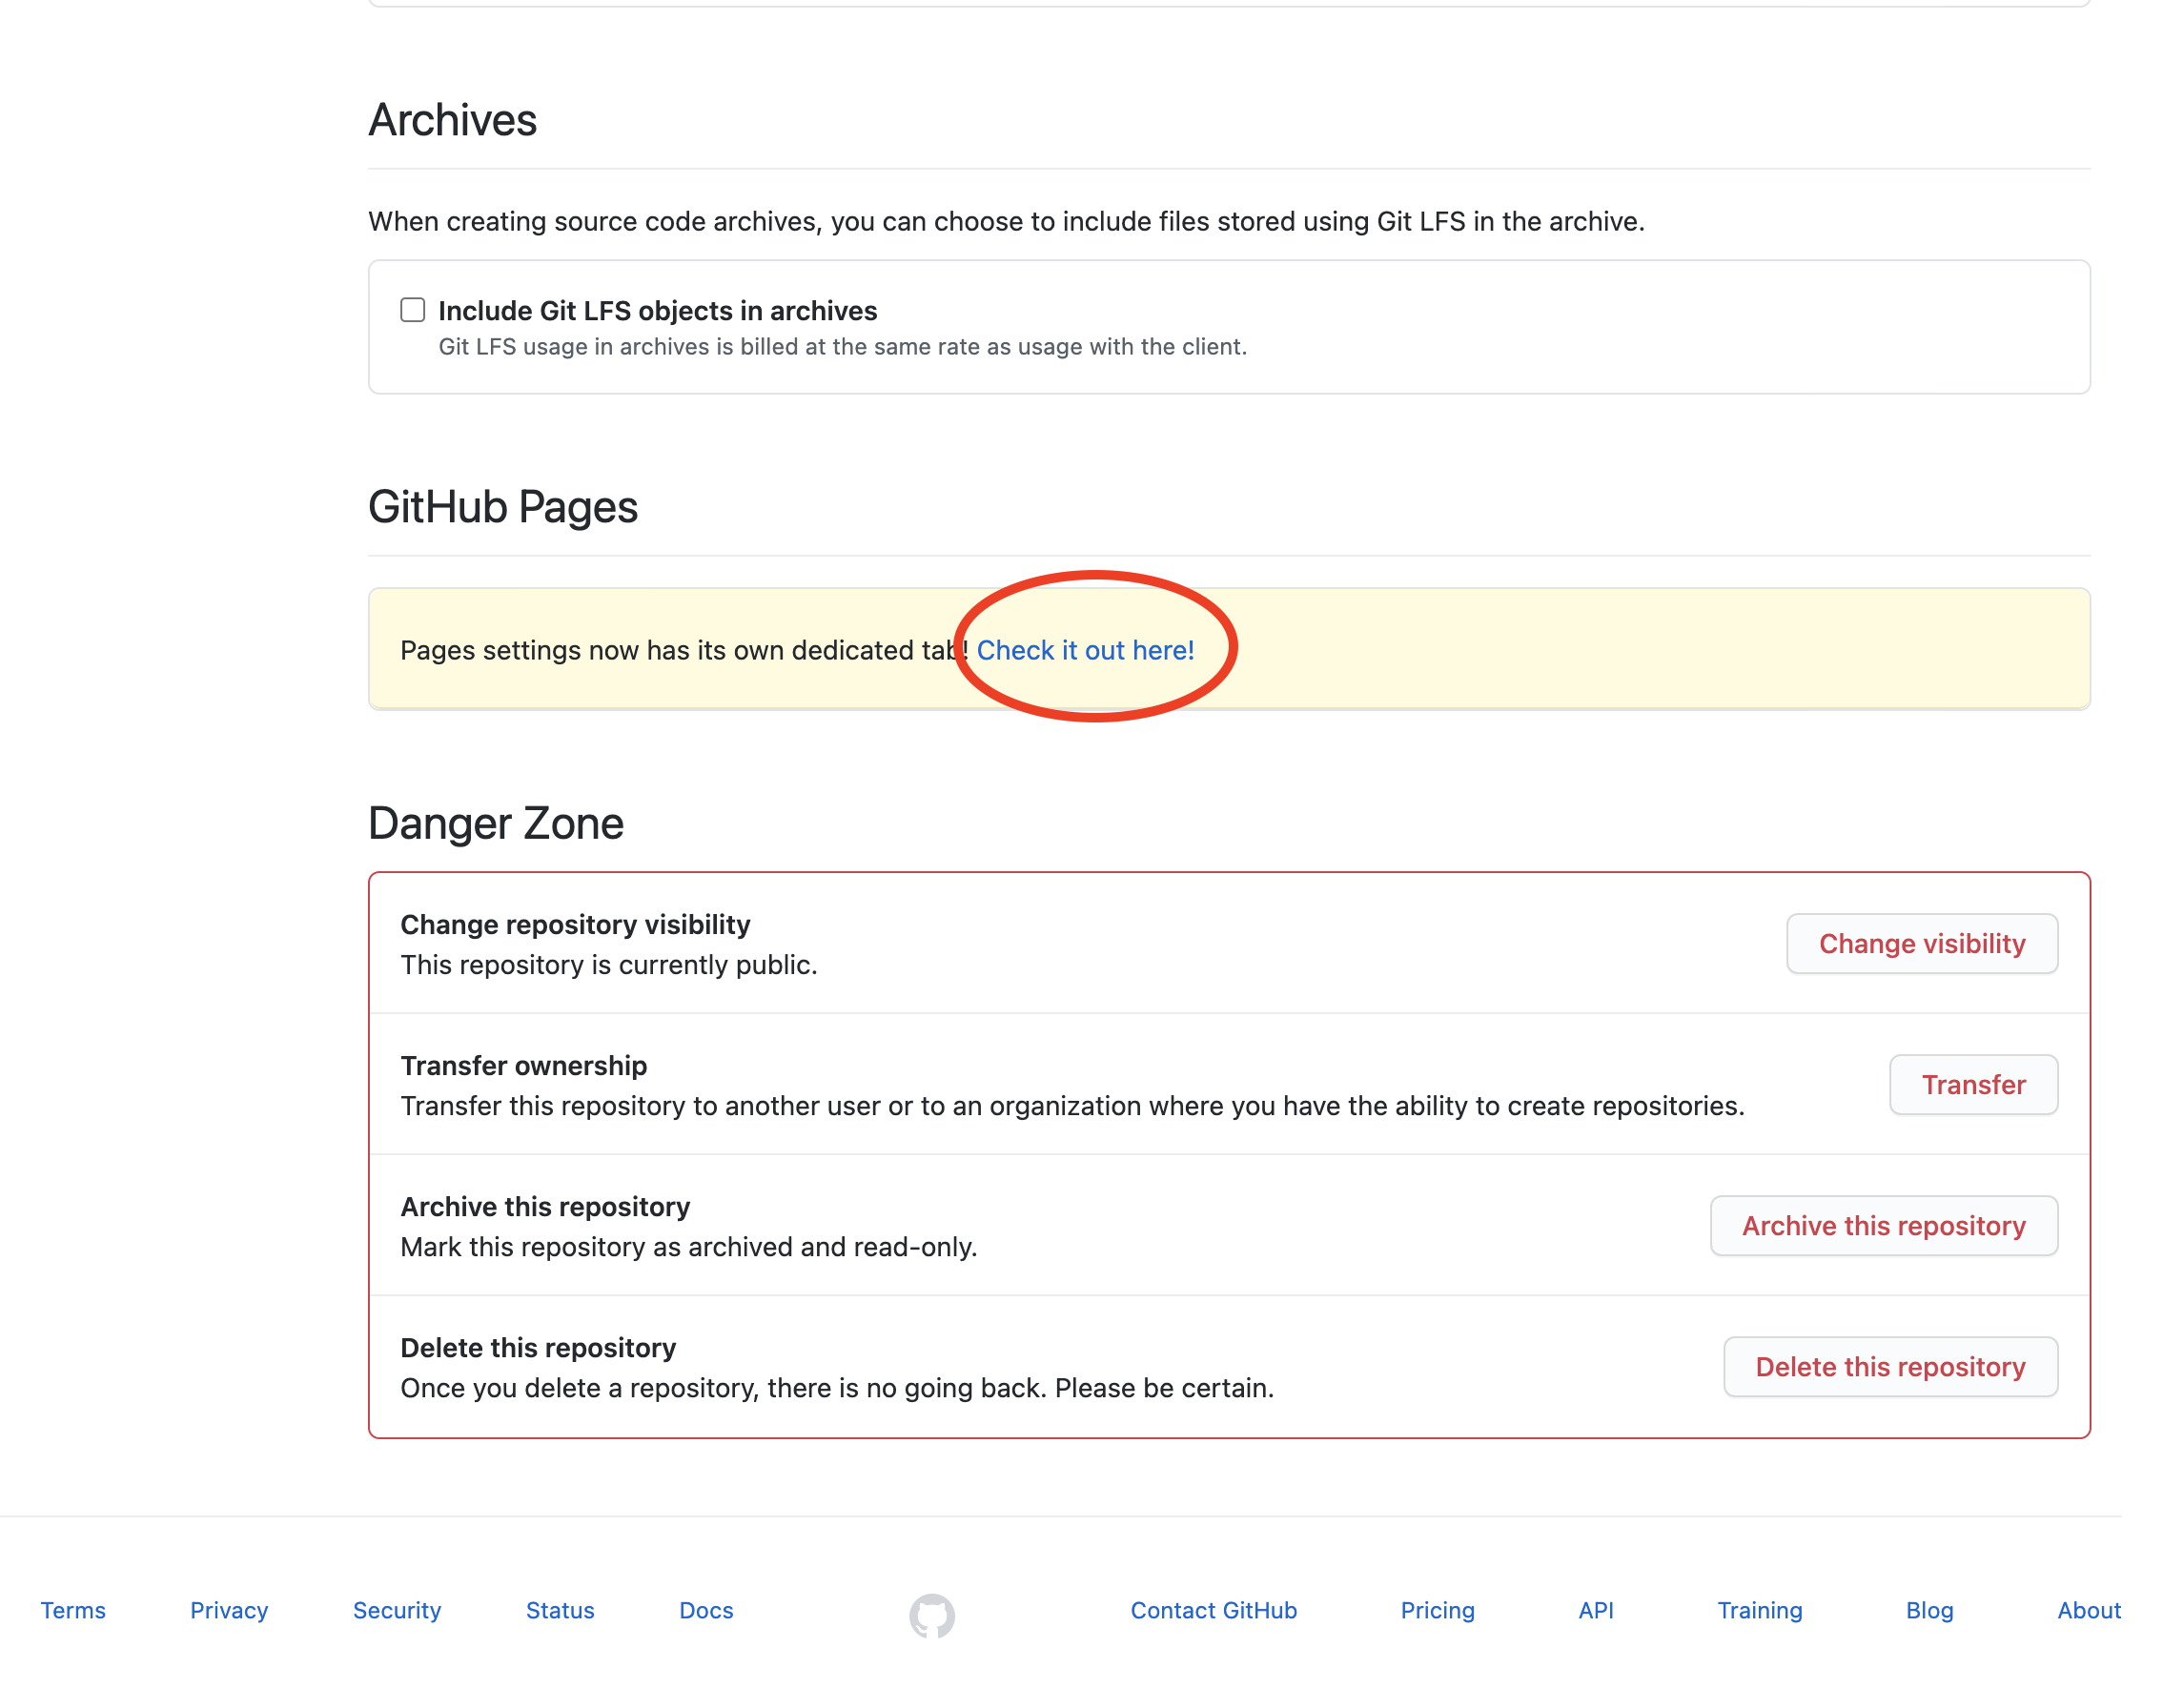 Archives
When creating source code archives, you can choose to include files stored using Git LFS in the archive.
Include Git LFS objects in archives
Git LFS usage in archives is billed at the same rate as usage with the client.
GitHub Pages
Pages settings now has its own dedicated tab! Check it out here!
Danger Zone
Change repository visibility
This repository is currently public.
Change visibility
Transfer ownership
Transfer this repository to another user or to an organization where you have the ability to create repositories.
Transfer
Archive this repository
Mark this repository as archived and read-only.
Archive this repository
Delete this repository
Once you delete a repository, there is no going back. Please be certain.
Delete this repository
Terms Privacy Security Status Docs Contact GitHub Pricing API Training Blog About